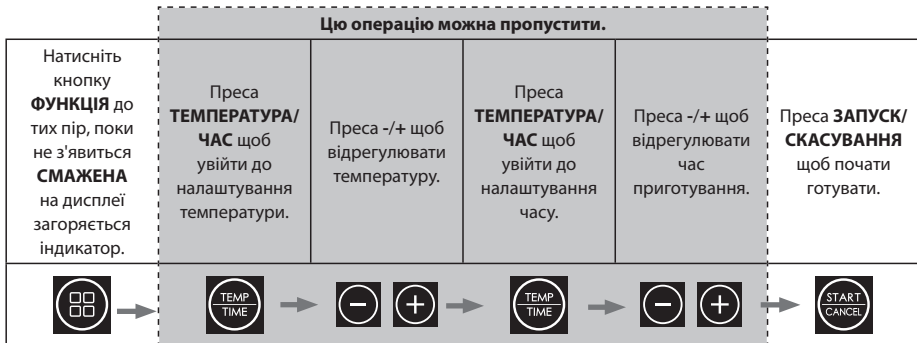 Цю операцію можна пропустити.
Натисніть
кнопку
ФУНКЦІЯ до
тих пір, поки
не з'явиться
СМАЖЕНА
на дисплеї
загоряється
індикатор.
Преса
ТЕМПЕРАТУРА/
ЧАС щоб
увійти до
налаштування
температури.
Преса -/+ щоб
відрегулювати
температуру.
Преса
ТЕМПЕРАТУРА/
ЧАС щоб
увійти до
налаштування
часу.
Преса -/+ щоб
відрегулювати
час
приготування.
Преса ЗАПУСК/
СКАСУВАННЯ
щоб почати
готувати.
TEMP
TIME
- +
TEMP
TIME
- +
START
CANCEL